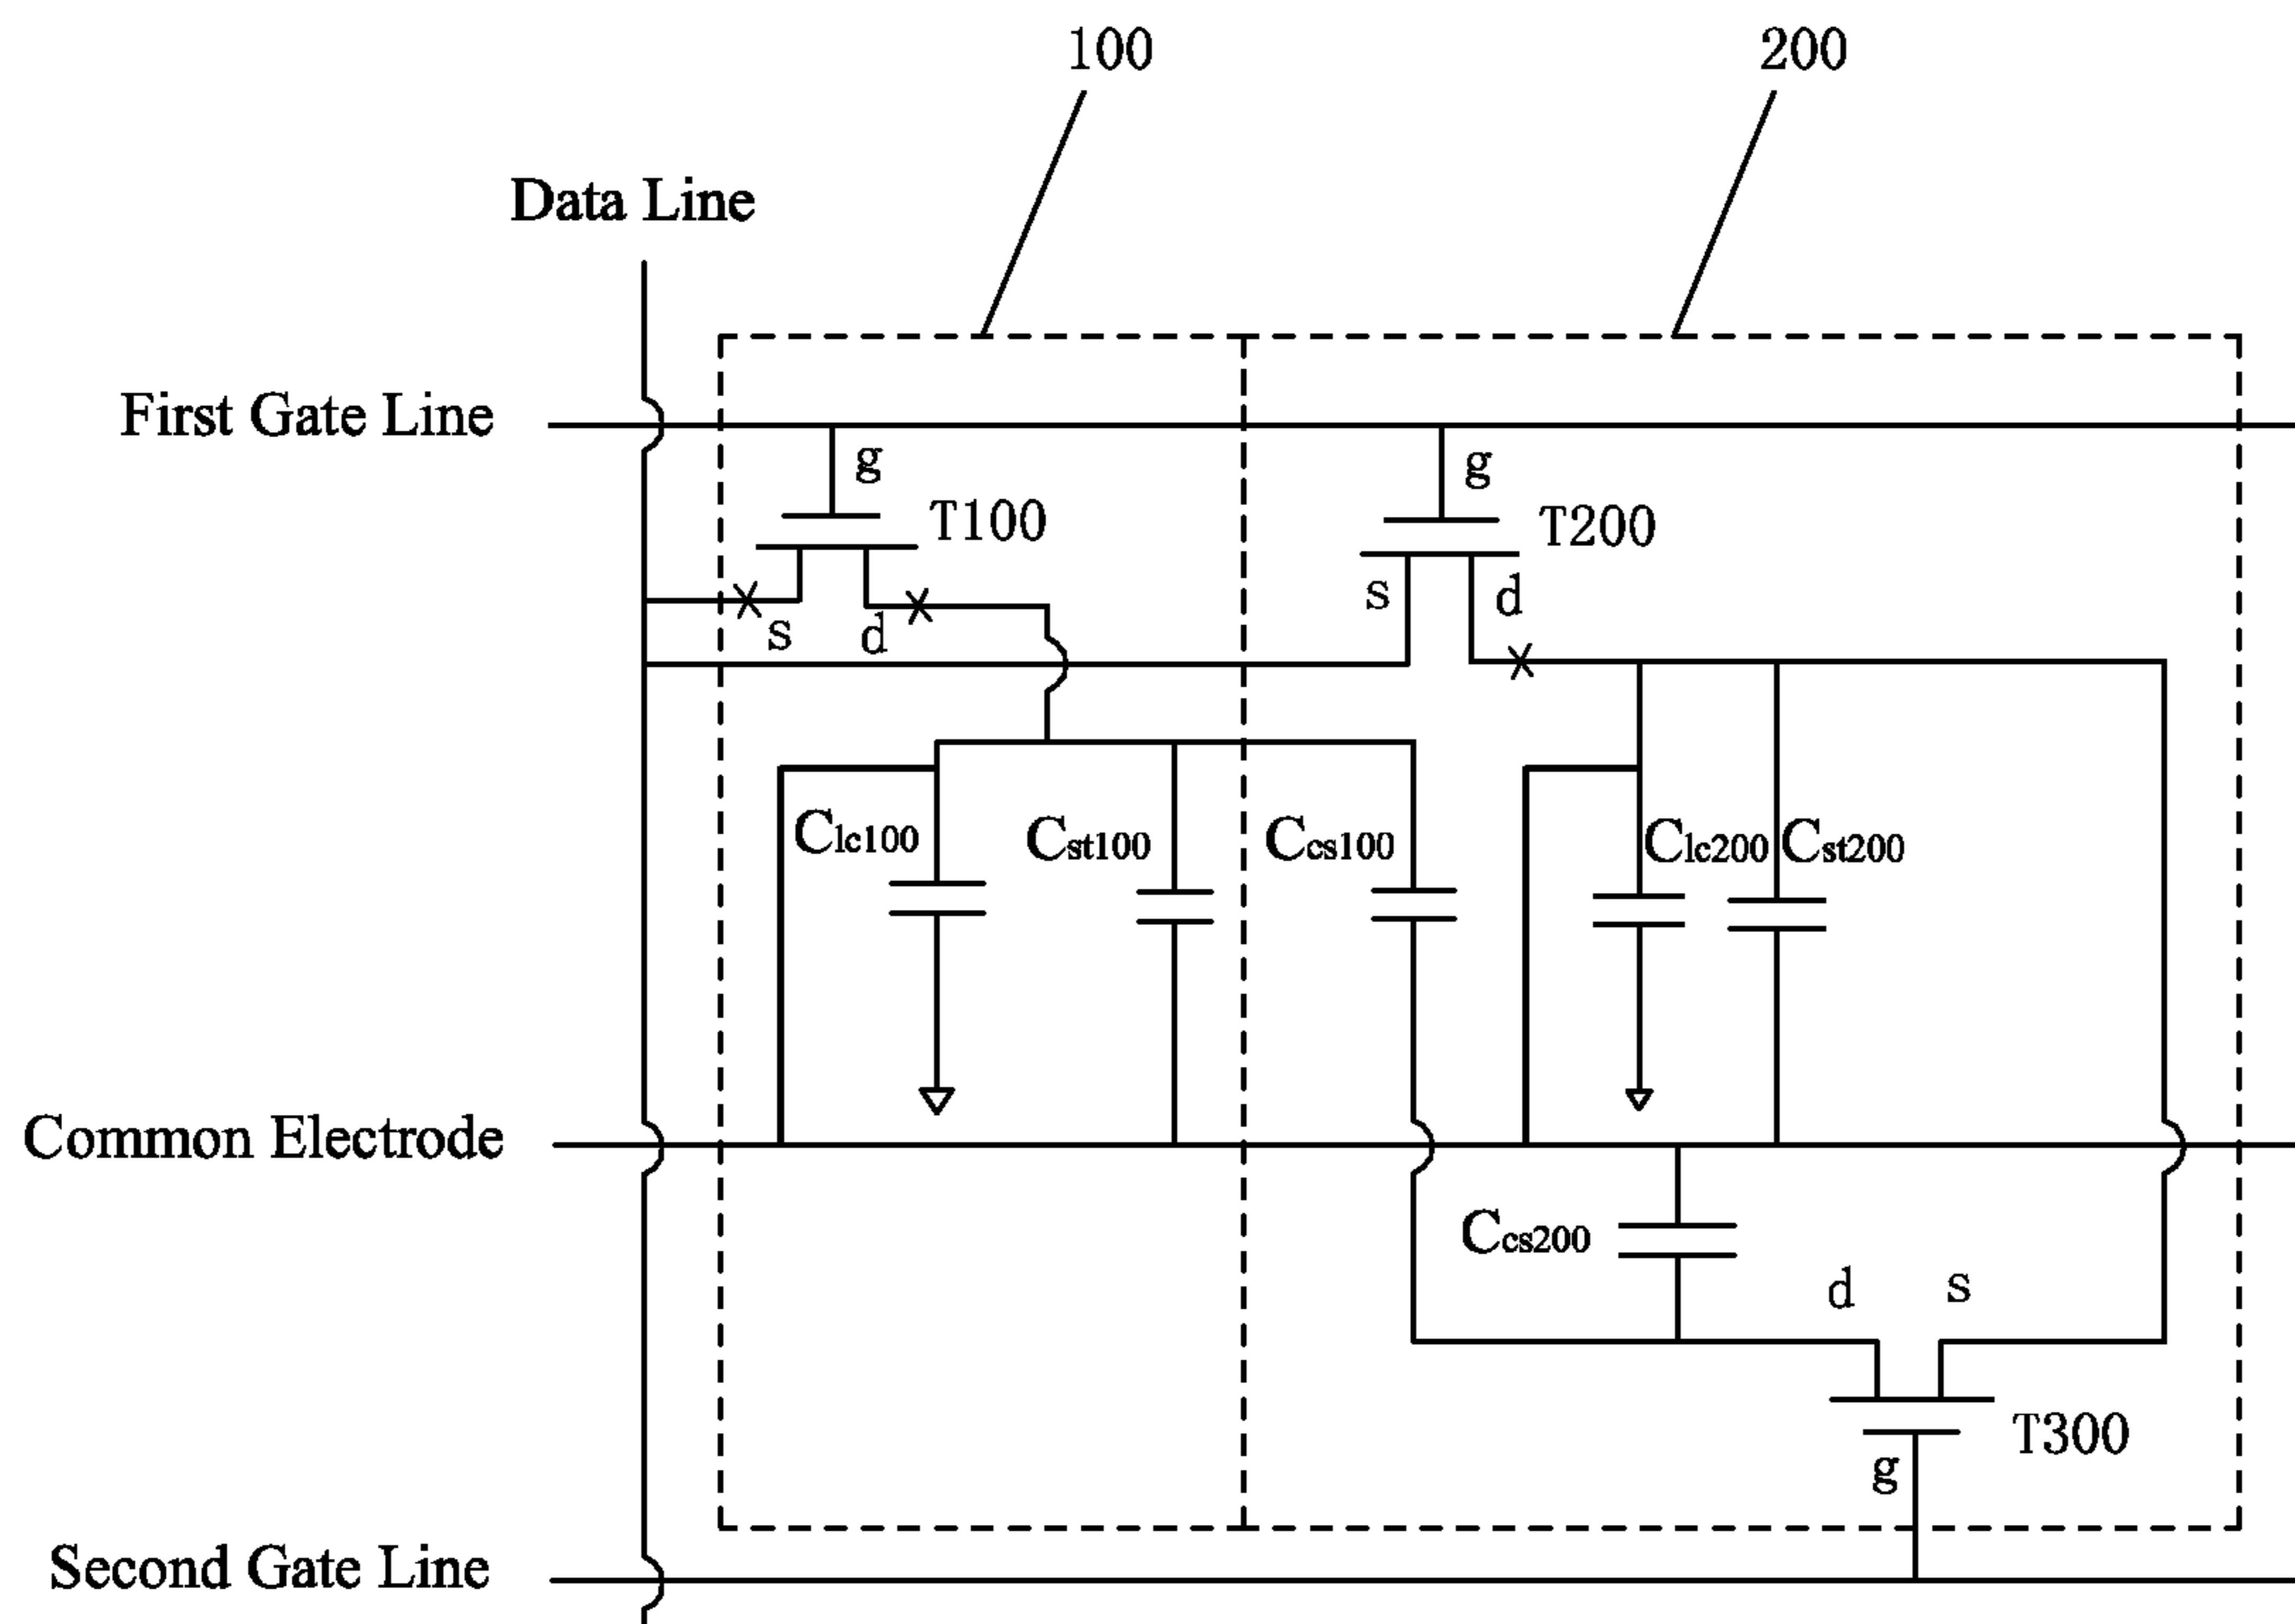 100
200
Data Line
First Gate Line
g
T100
g
T200
s
d
s
d
Clc100
Cst100
Ccs100
Clc200
Cst200
Common Electrode
Ccs200
d
s
T300
g
Second Gate Line